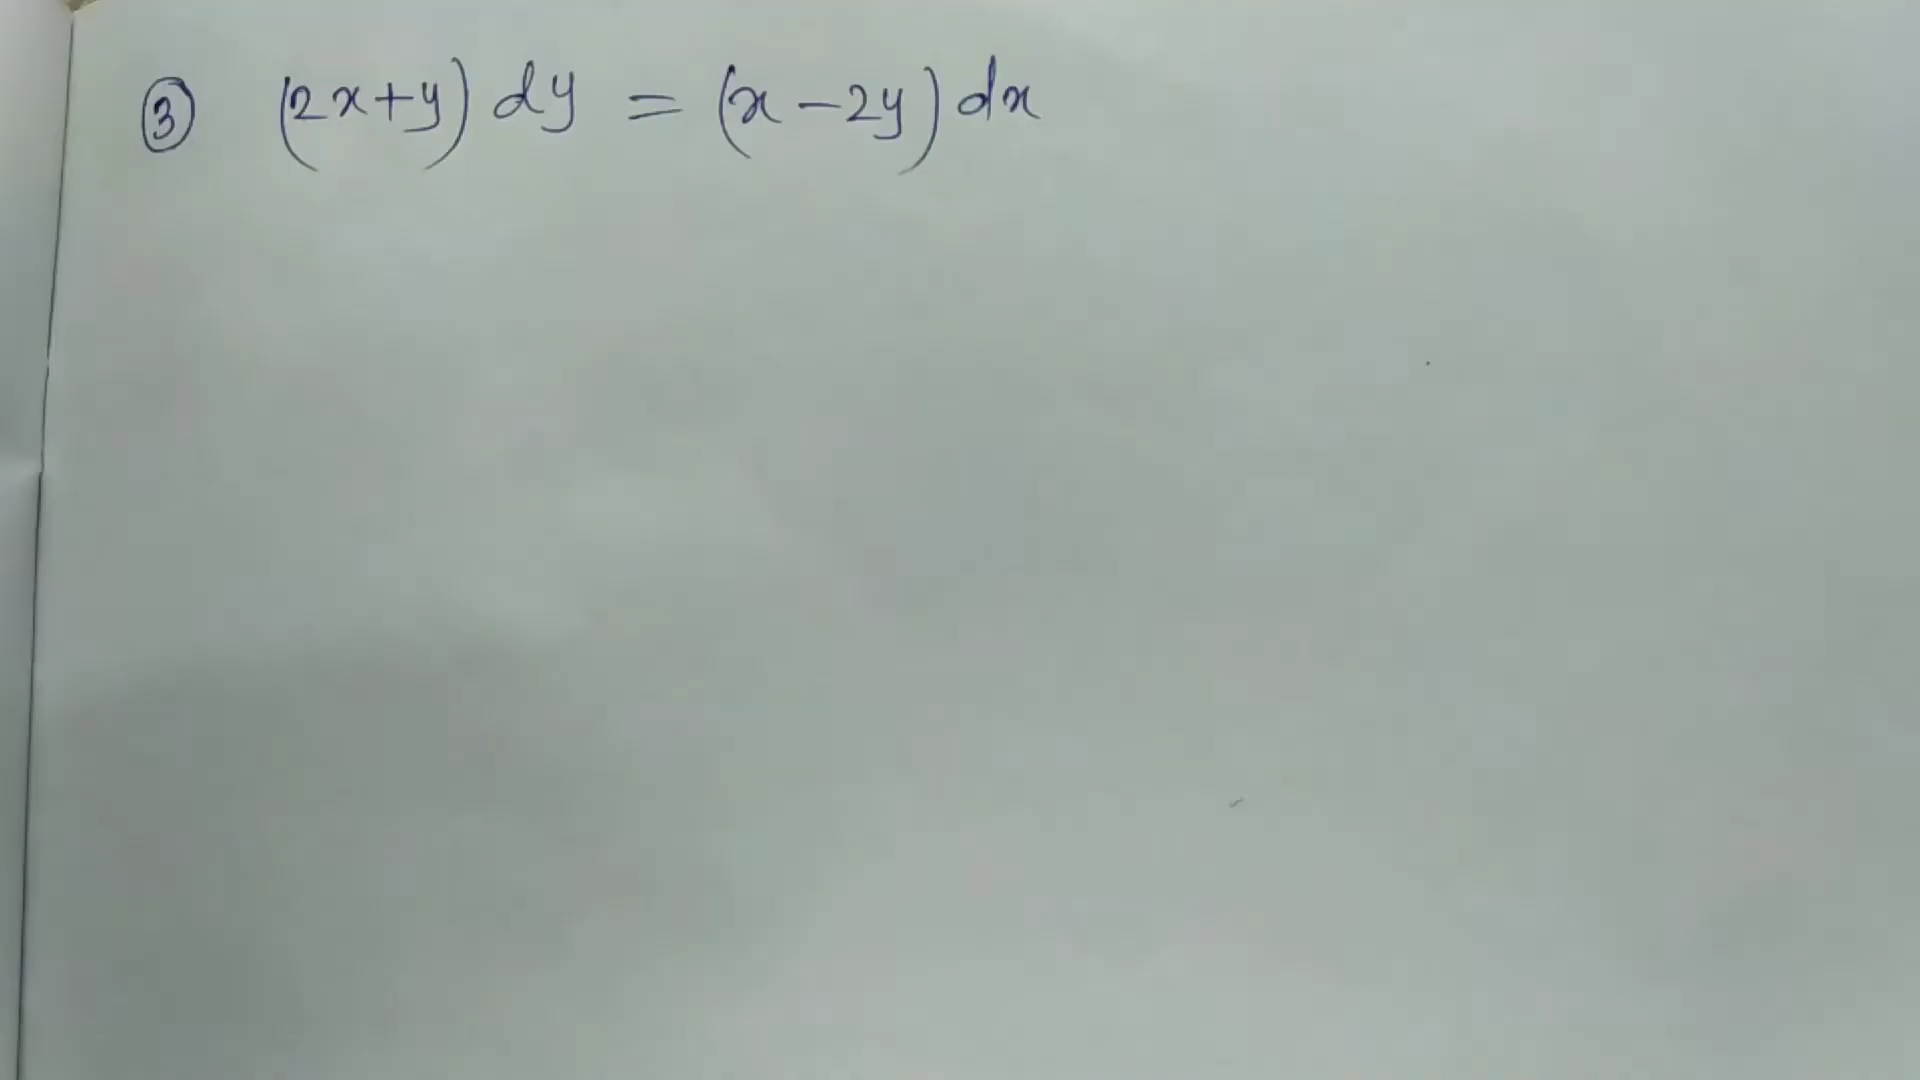 ③ (2x+y) dy = (x-2y) dx